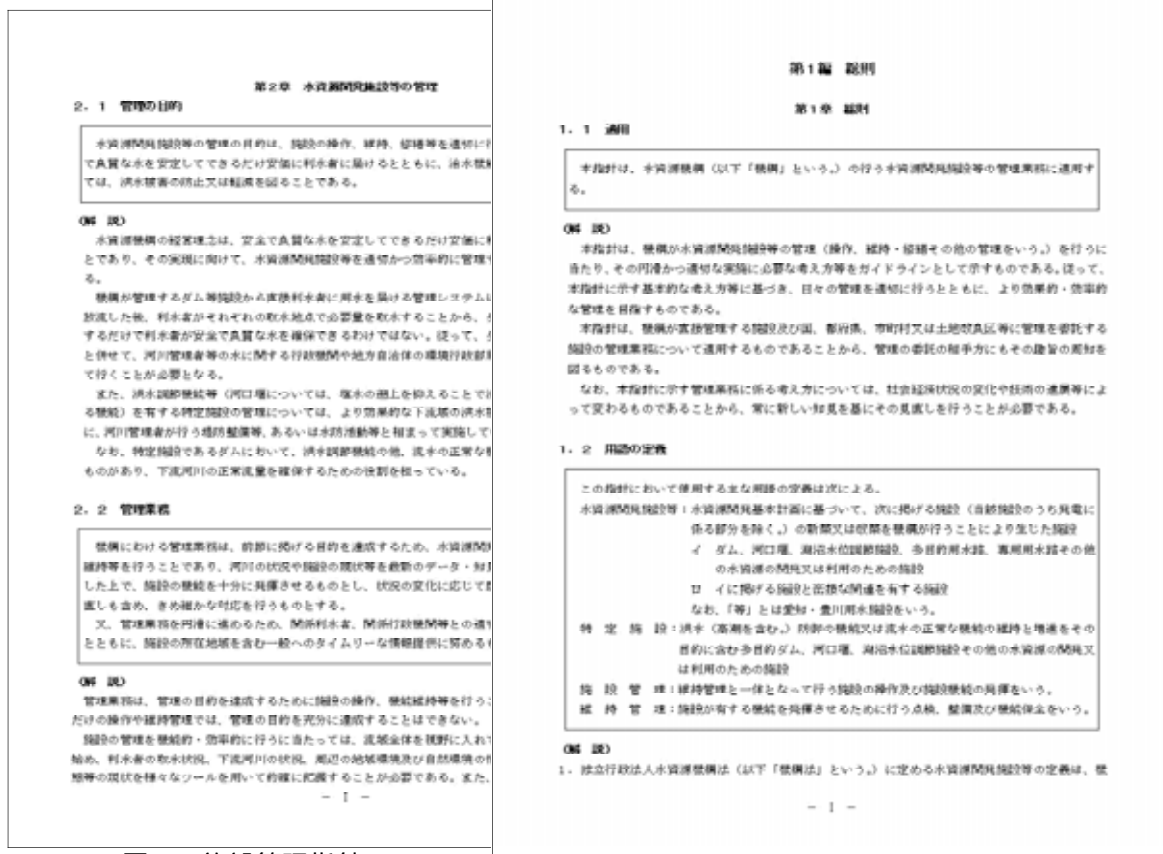 第2章 水資源開発施設等の管理
2.1 管理の目的
水資源開発施設等の管理の目的は、施設の操作、維持、修繕等を適切に行
で良質な水を安定してできるだけ安価に利水者に届けるとともに、治水機能
ては、洪水被害の防止又は軽減を図ることである。
(解 説)
水資源機構の経営理念は、安全で良質な水を安定してできるだけ安価に利
とであり、その実現に向けて、水資源開発施設等を適切かつ効率的に管理
る。
機構が管理するダム等施設から直接利水者に用水を届ける管理システムに
放流した後、利水者がそれぞれの取水地点で必要量を取水することから、
するだけで利水者が安全で良質な水を確保できるわけではない。従って、
と併せて、河川管理者等の水に関する行政機関や地方自治体の環境行政部
て行くことが必要となる。
また、洪水調節機能等(河口堰については、塩水の遡上を抑えることで
る機能)を有する特定施設の管理については、より効果的な下流域の洪水
に、河川管理者が行う堤防整備等、あるいは水防活動等と相まって実施して
なお、特定施設であるダムにおいて、洪水調節機能の他、流水の正常な機
ものがあり、下流河川の正常流量を確保するための役割を担っている。
2.2 管理業務
機構における管理業務は、前節に掲げる目的を達成するため、水資源開発
維持等を行うことであり、河川の状況や施設の現状等を最新のデータ・知見
した上で、施設の機能を十分に発揮させるものとし、状況の変化に応じて
直しも含め、きめ細かな対応を行うものとする。
又、管理業務を円滑に進めるため、関係利水者、関係行政機関等との適
とともに、施設の所在地域を含む一般へのタイムリーな情報提供に努める
(解 説)
管理業務は、管理の目的を達成するために施設の操作、機能維持等を行う
だけの操作や維持管理では、管理の目的を充分に達成することはできない。
施設の管理を機能的・効率的に行うに当たっては、流域全体を視野に入れ
始め、利水者の取水状況、下流河川の状況、周辺の地域環境及び自然環境の
態等の現状を様々なツールを用いて的確に把握することが必要である。また、
- 1 -
第1編 総則
第1章 総則
1.1 適用
本指針は、水資源機構(以下「機構」という。)の行う水資源開発施設等の管理業務に適用す
る。
(解 説)
本指針は、機構が水資源開発施設等の管理(操作、維持・修繕その他の管理をいう。)を行うに
当たり、その円滑かつ適切な実施に必要な考え方等をガイドラインとして示すものである。従って、
本指針に示す基本的な考え方等に基づき、日々の管理を適切に行うとともに、より効果的・効率的
な管理を目指すものである。
本指針は、機構が直接管理する施設及び国、都府県、市町村又は土地改良区等に管理を委託する
施設の管理業務について適用するものであることから、管理の委託の相手方にもその趣旨の周知を
図るものである。
なお、本指針に示す管理業務に係る考え方については、社会経済状況の変化や技術の進展等によ
って変わるものであることから、常に新しい知見を基にその見直しを行うことが必要である。
1.2 用語の定義
この指針において使用する主な用語の定義は次による。
水資源開発施設等:水資源開発基本計画に基づいて、次に掲げる施設(当該施設のうち発電に
係る部分を除く。)の新築又は改築を機構が行うことにより生じた施設
イ ダム、河口堰、湖沼水位調節施設、多目的用水路、専用用水路その他
の水資源の開発又は利用のための施設
ロ イに掲げる施設と密接な関連を有する施設
なお、「等」とは愛知・豊川用水施設をいう。
特定施設:洪水(高潮を含む。)防御の機能又は流水の正常な機能の維持と増進をその
目的に含む多目的ダム、河口堰、湖沼水位調節施設その他の水資源の開発又
は利用のための施設
施設管理:維持管理と一体となって行う施設の操作及び施設機能の発揮をいう。
維持管理:施設が有する機能を発揮させるために行う点検、整備及び機能保全をいう。
(解 説)
1.独立行政法人水資源機構法(以下「機構法」という。)に定める水資源開発施設等の定義は、機
- 1 -